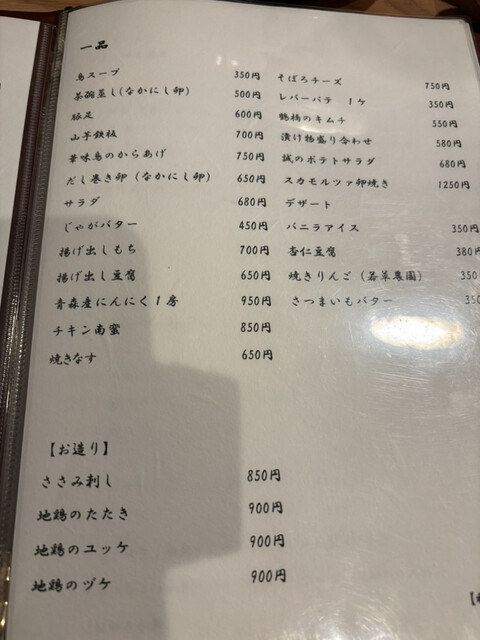 一品
鳥スープ 350円
茶碗蒸し(なかにし卵) 500円
豚足 600円
山芋鉄板 700円
華味鳥のからあげ 750円
だし巻き卵(なかにし卵) 650円
サラダ 680円
じゃがバター 450円
揚げ出しもち 700円
揚げ出し豆腐 650円
青森産にんにく1房 950円
チキン南蛮 850円
焼きなす 650円
そぼろチーズ 750円
レバーパテ 1ケ 350円
鶴橋のキムチ 550円
漬け物盛り合わせ 580円
誠のポテトサラダ 680円
スカモルツァ卵焼き 1250円
デザート
バニラアイス 350円
杏仁豆腐 380円
焼きりんご(若草農園) 350
さつまいもバター 350
【お造り】
ささみ刺し 850円
地鶏のたたき 900円
地鶏のユッケ 900円
地鶏のヅケ 900円